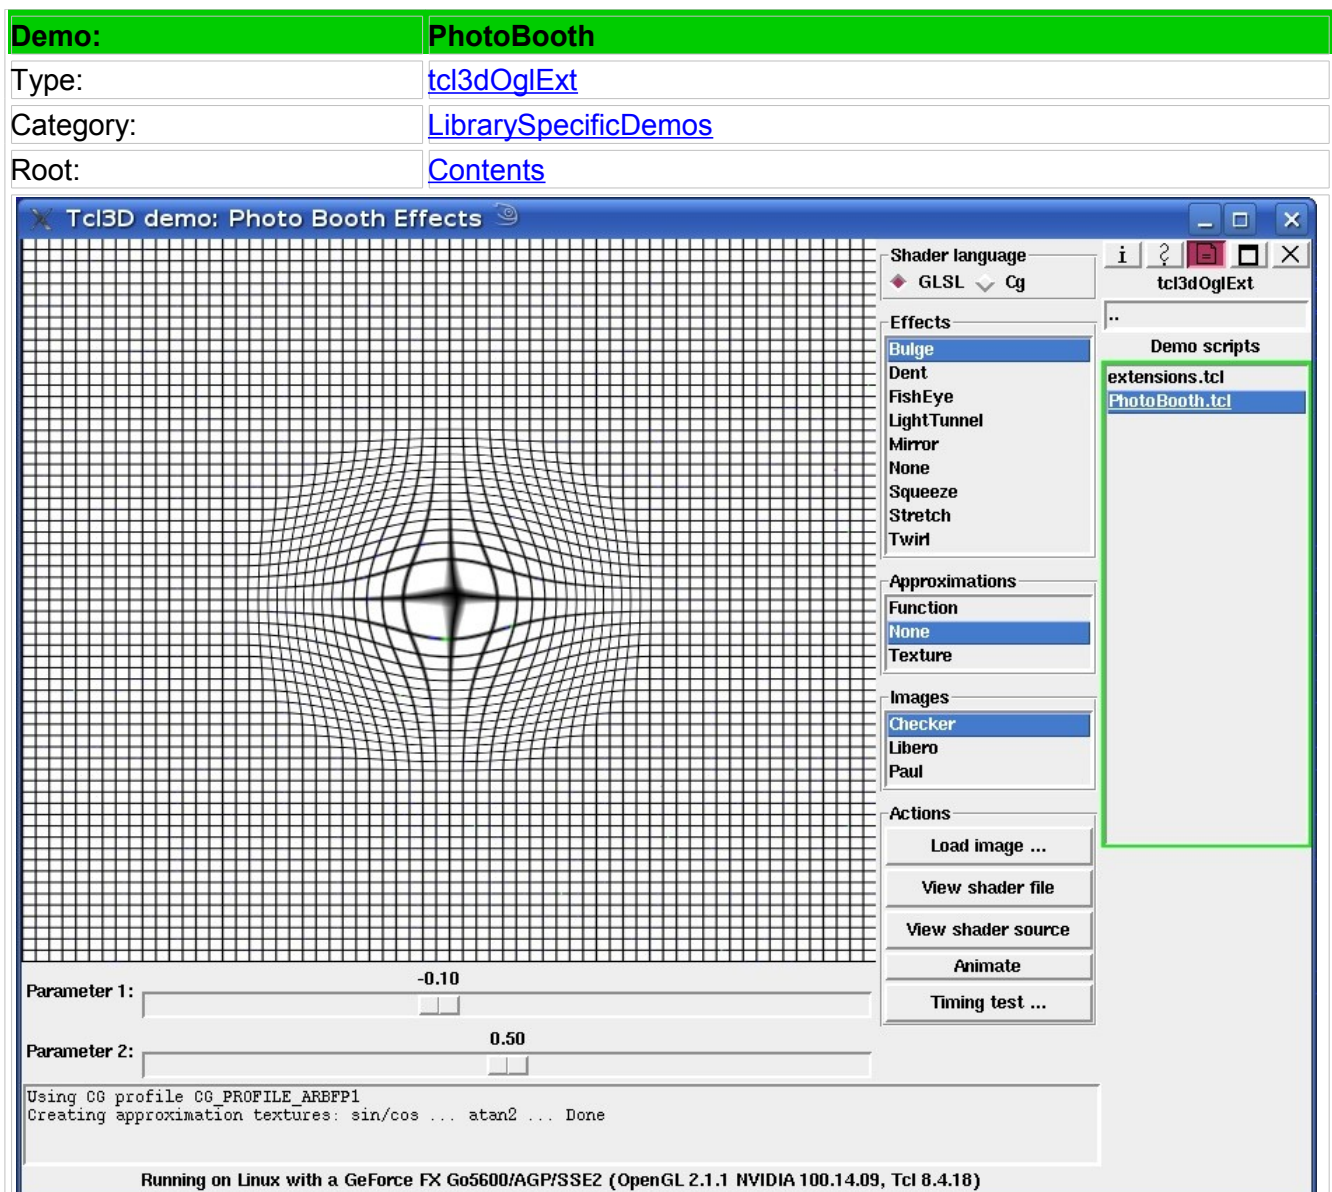 Demo: PhotoBooth
Type: tcl3dOglExt
Category: LibrarySpecificDemos
Root: Contents
Tcl3D demo: Photo Booth Effects
Shader language
GLSL Cg
Effects
Bulge
Dent
FishEye
LightTunnel
Mirror
None
Squeeze
Stretch
Twirl
Approximations
Function
None
Texture
Images
Checker
Libero
Paul
Actions
Load image ...
View shader file
View shader source
Animate
Timing test ...
i ?
tcl3dOglExt
..
Demo scripts
extensions.tcl
PhotoBooth.tcl
-0.10
Parameter 1:
0.50
Parameter 2:
Using CG profile CG_PROFILE_ARBFP1
Creating approximation textures: sin/cos ... atan2 ... Done
Running on Linux with a GeForce FX Go5600/AGP/SSE2 (OpenGL 2.1.1 NVIDIA 100.14.09, Tcl 8.4.18)